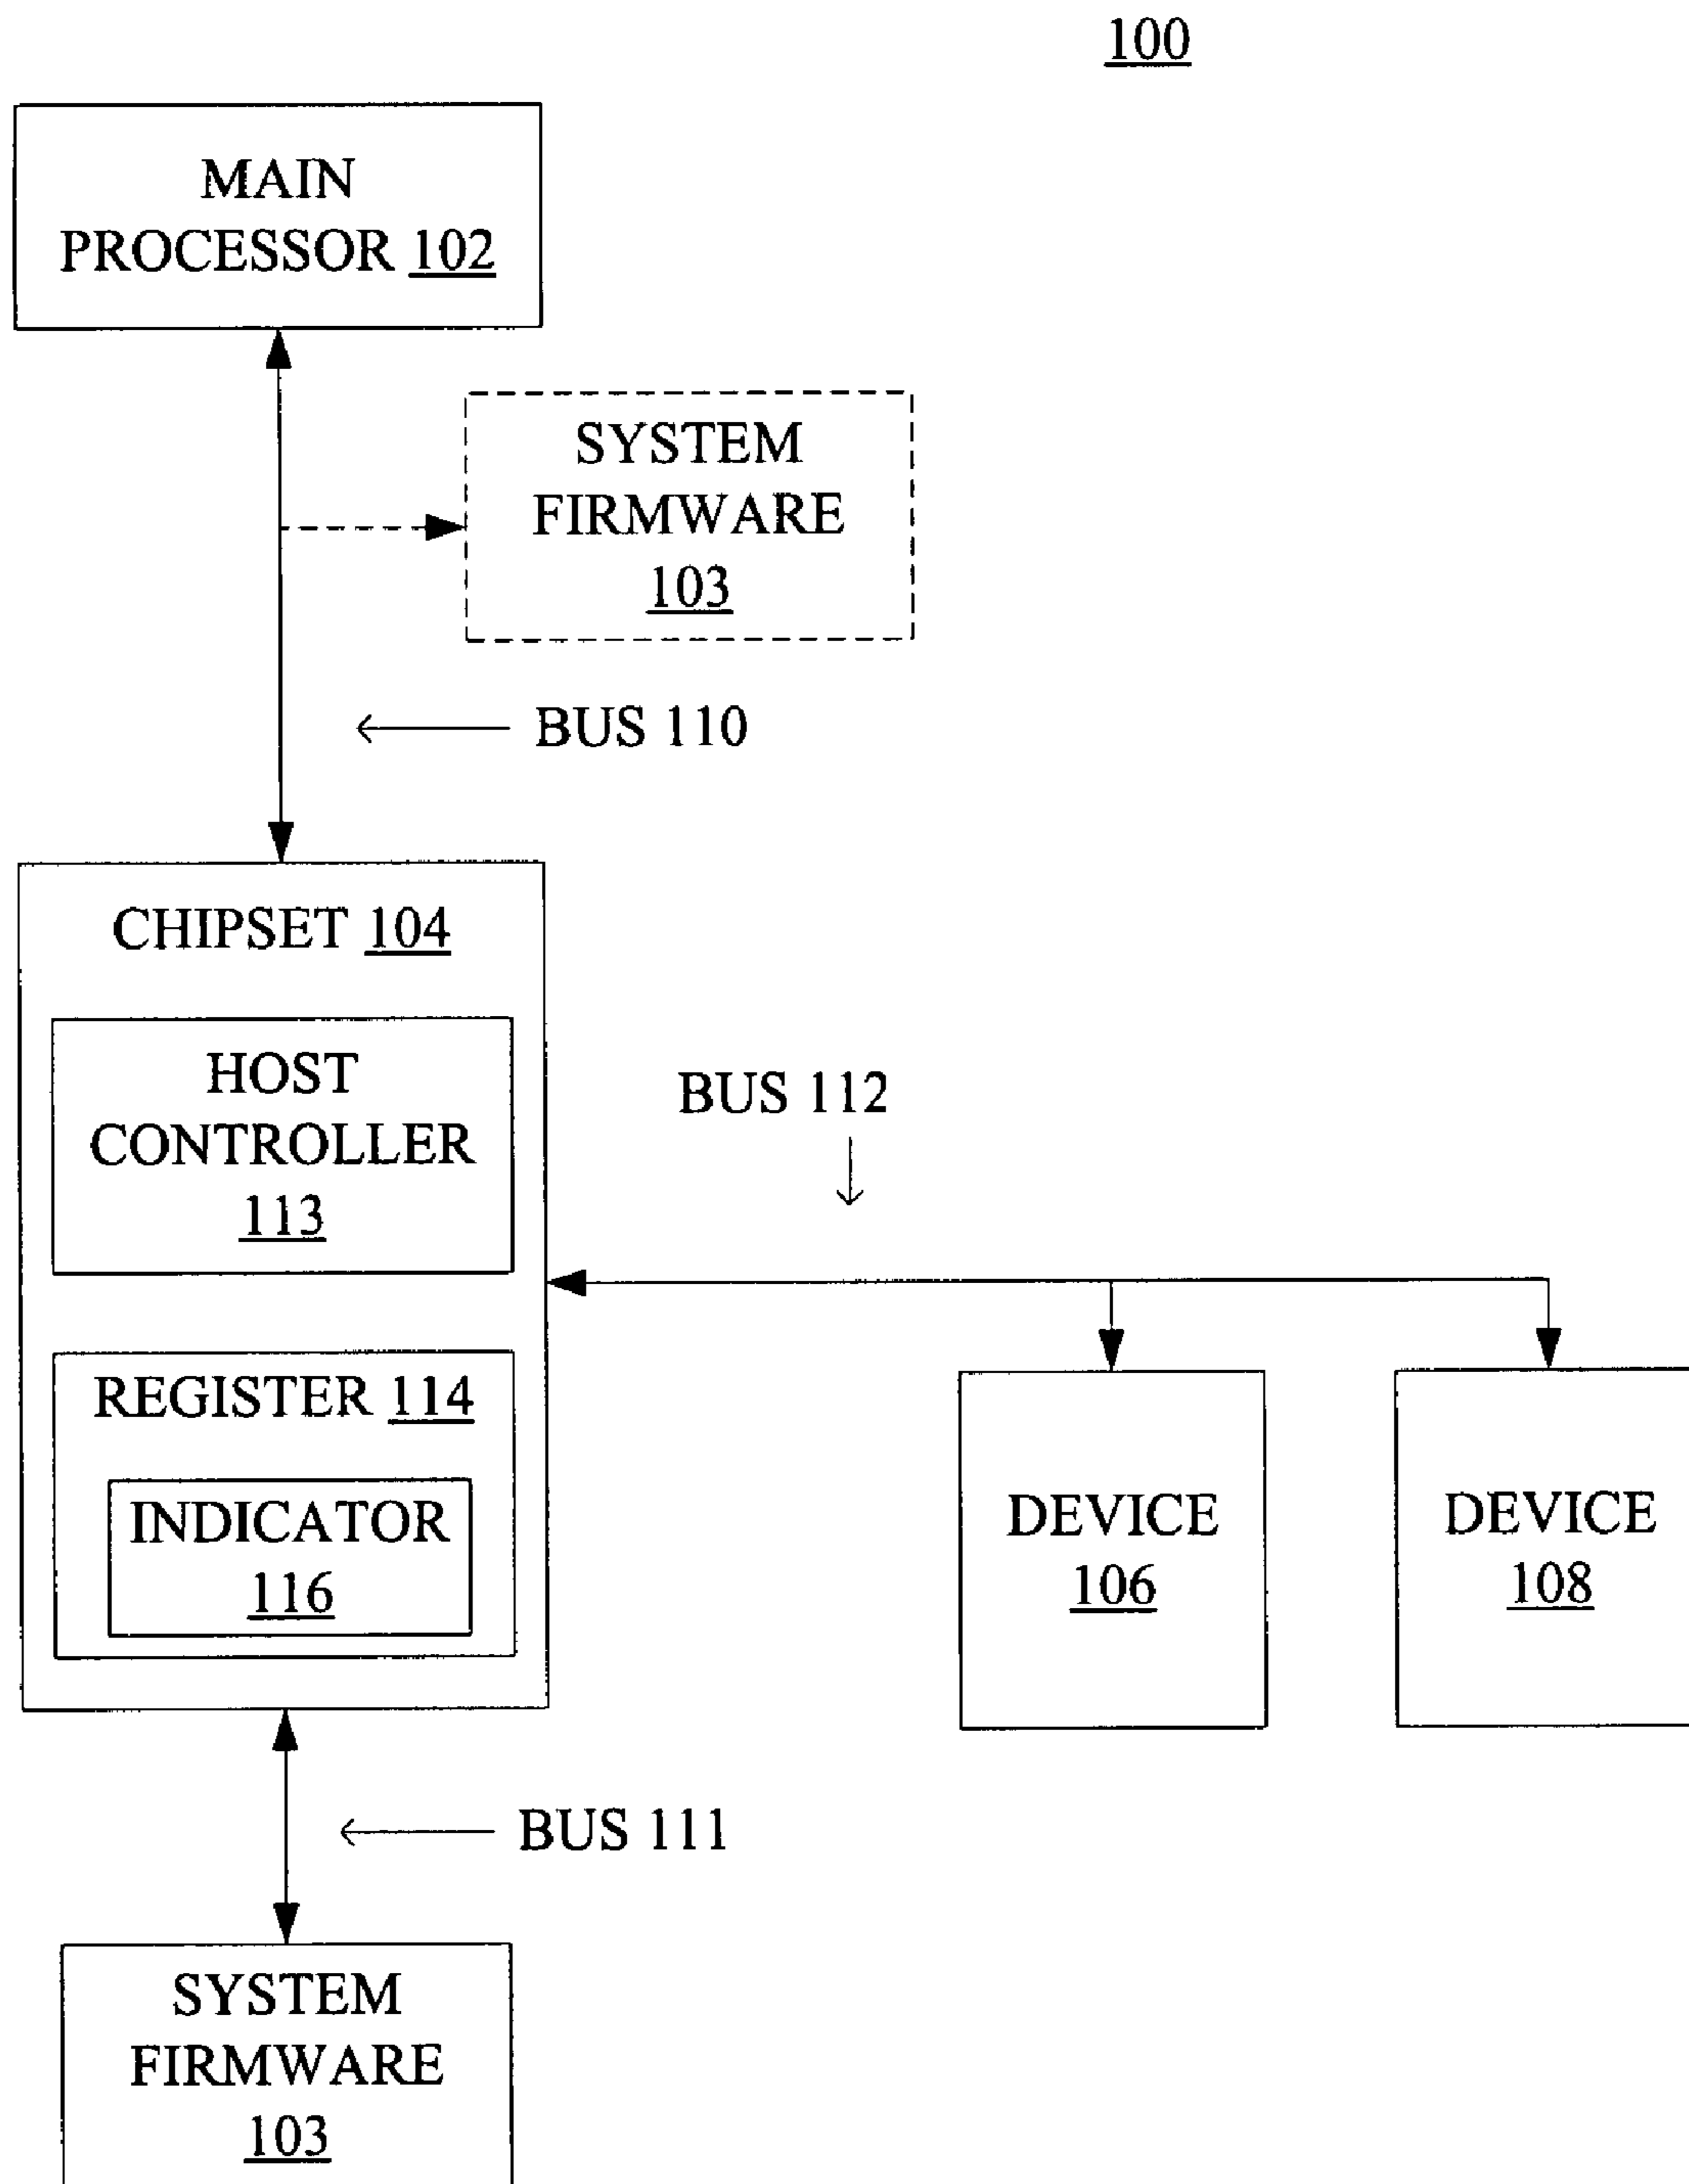 100
MAIN
PROCESSOR 102
SYSTEM
FIRMWARE
103
BUS 110
CHIPSET 104
HOST
CONTROLLER
113
BUS 112
REGISTER 114
INDICATOR
116
DEVICE
106
DEVICE
108
BUS 111
SYSTEM
FIRMWARE
103